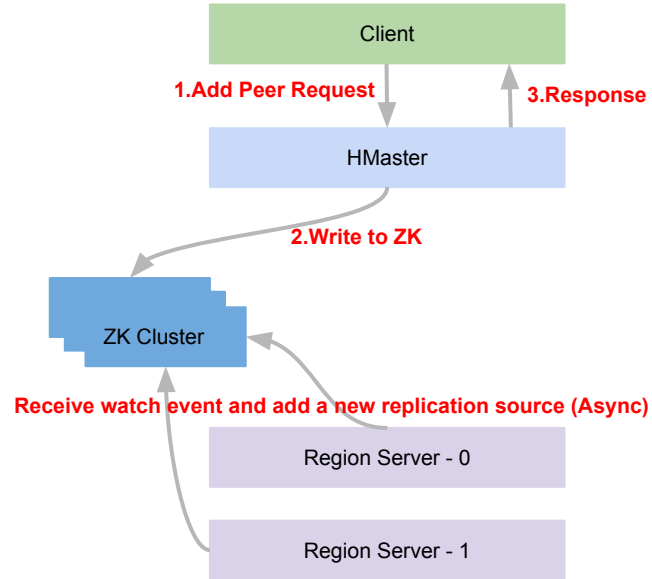 Client
1.Add Peer Request
3.Response
HMaster
2.Write to ZK
ZK Cluster
Receive watch event and add a new replication source (Async)
Region Server - 0
Region Server - 1